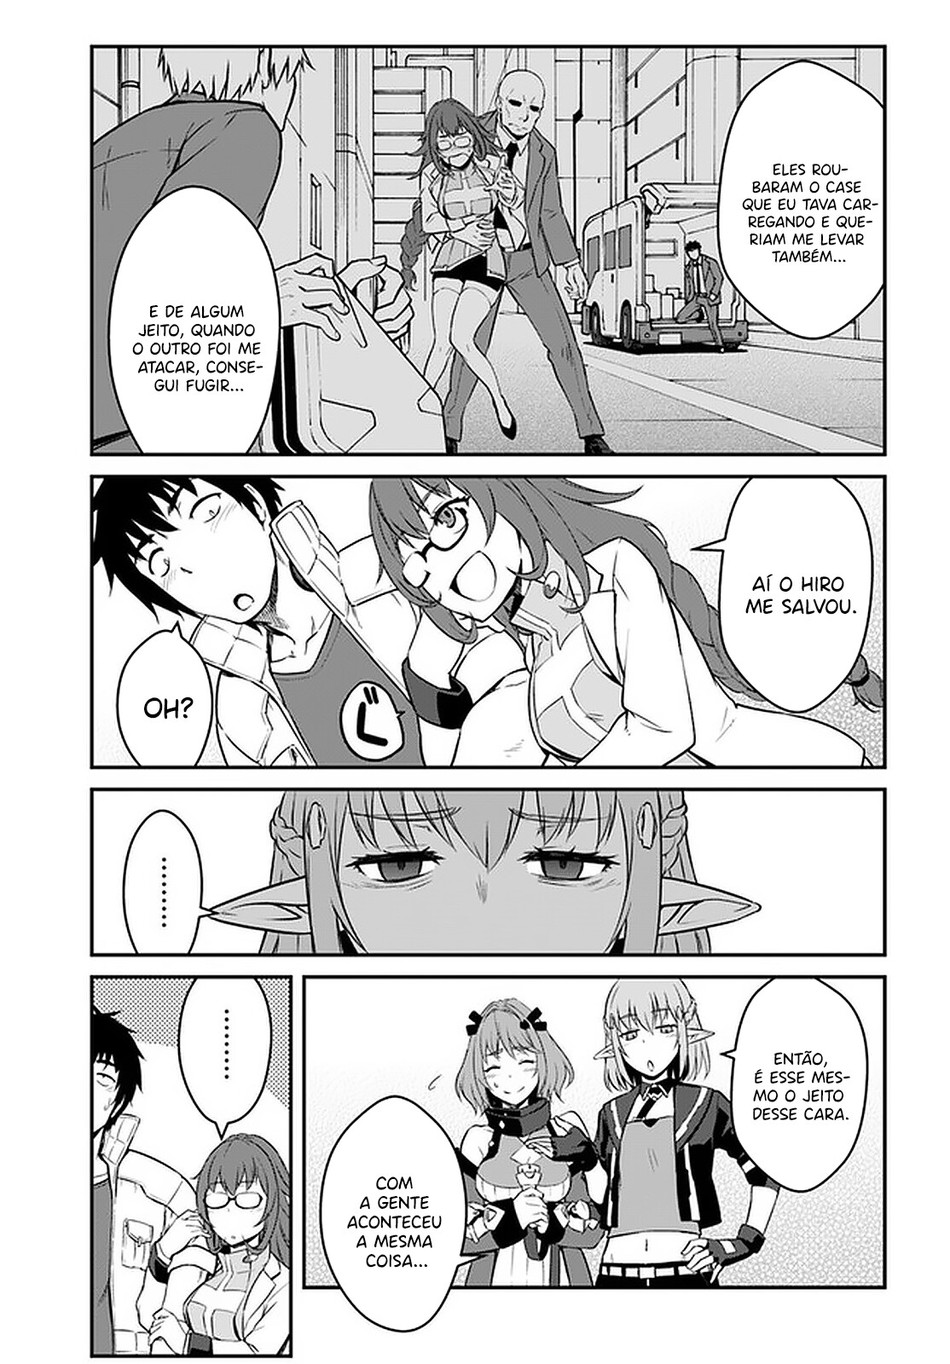 ELES ROU-
BARAM O CASE
QUE EU TAVA CAR-
REGANDO E QUE-
RIAM ME LEVAR
TAMBÉM...
E DE ALGUM
JEITO, QUANDO
O OUTRO FOI ME
ATACAR, CONSE-
GUI FUGIR...
AÍ O HIRO
ME SALVOU.
OH?
じ
........
ENTÃO,
É ESSE MES-
MO O JEITO
DESSE CARA.
COM
A GENTE
ACONTECEU
A MESMA
COISA...
........